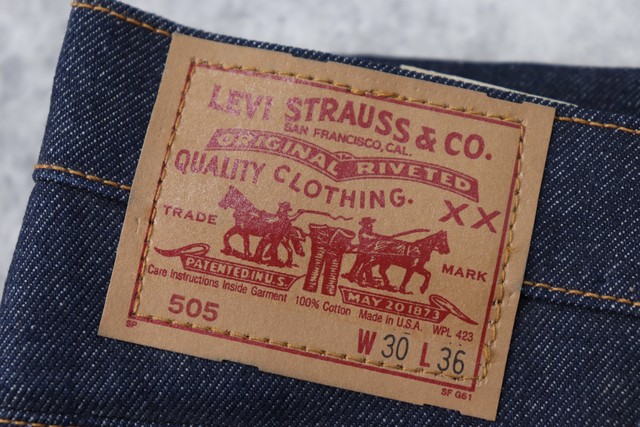 LEVI STRAUSS & CO.
SAN FRANCISCO, CAL.
ORIGINAL RIVETED
QUALITY CLOTHING.
XX
TRADE MARK
PATENTED IN U.S. MAY 20 1873
Care Instructions Inside Garment 100% Cotton Made in U.S.A. WPL 423
505
W 30 L 36
SP
SF G61